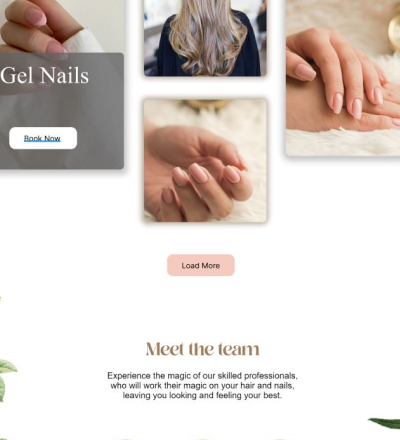 Gel Nails
Book Now
Load More
Meet the team
Experience the magic of our skilled professionals,
who will work their magic on your hair and nails,
leaving you looking and feeling your best.